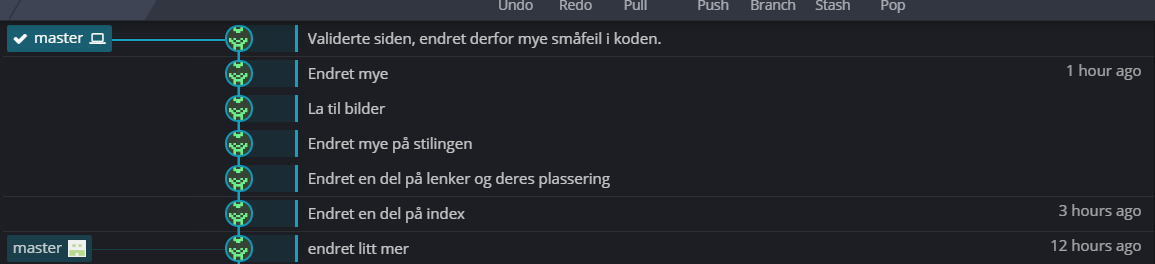 Undo Redo Pull Push Branch Stash Pop
master Validerte siden, endret derfor mye småfeil i koden.
Endret mye 1 hour ago
La til bilder
Endret mye på stilingen
Endret en del på lenker og deres plassering
Endret en del på index 3 hours ago
master endret litt mer 12 hours ago